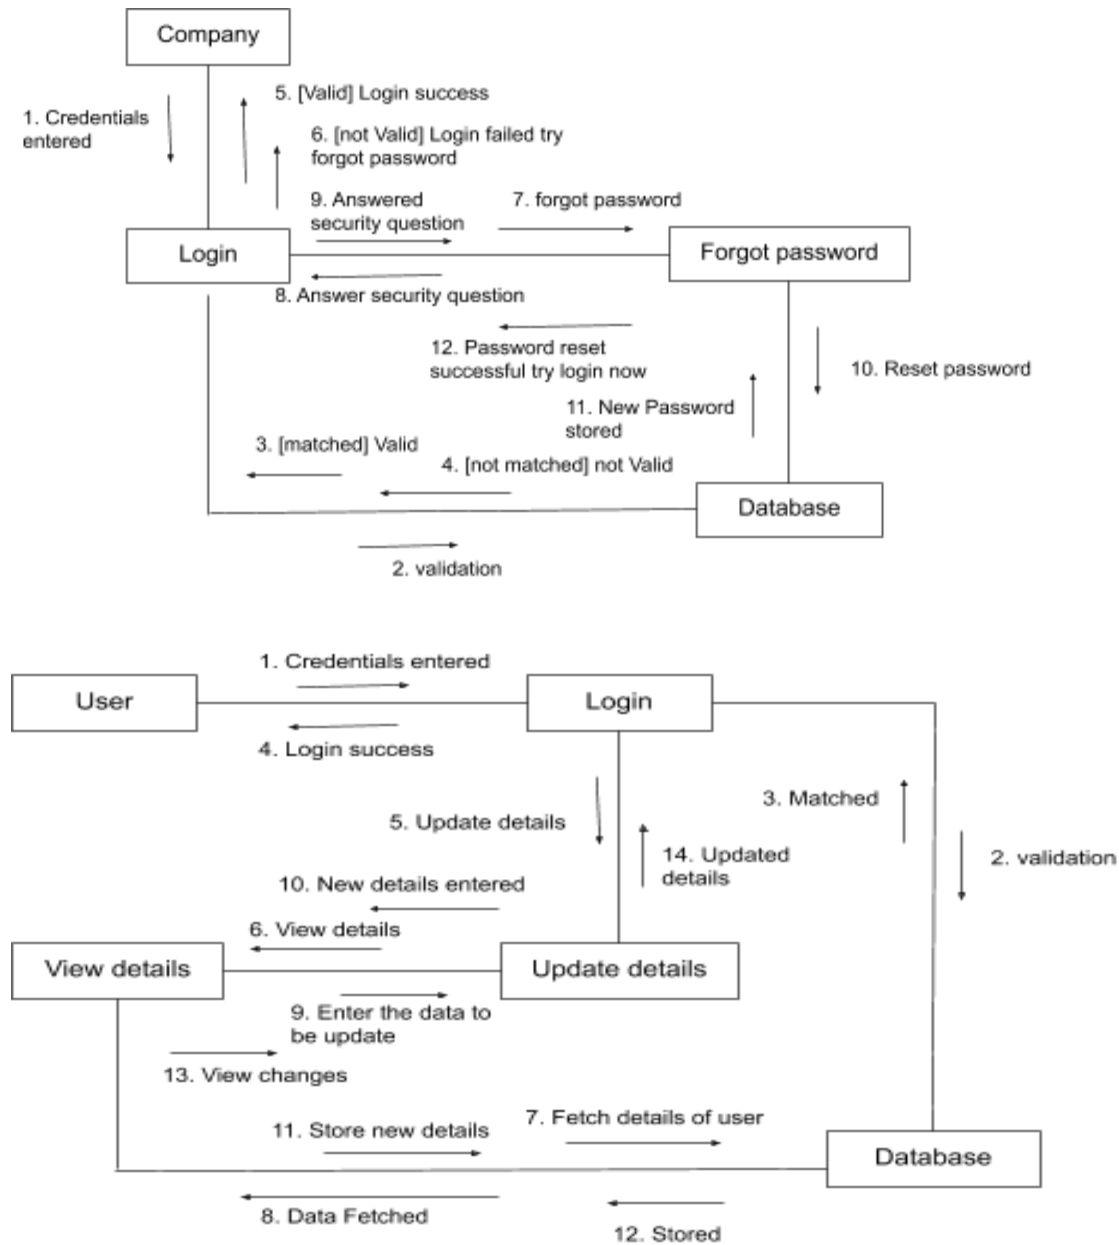 Company
5. [Valid] Login success
1. Credentials
entered
6. [not Valid] Login failed try
forgot password
9. Answered
security question
7. forgot password
Login
Forgot password
8. Answer security question
12. Password reset
successful try login now
10. Reset password
11. New Password
stored
3. [matched] Valid
4. [not matched] not Valid
Database
2. validation
1. Credentials entered
User
Login
4. Login success
3. Matched
5. Update details
14. Updated
details
2. validation
10. New details entered
6. View details
View details
Update details
9. Enter the data to
be update
13. View changes
7. Fetch details of user
11. Store new details
Database
8. Data Fetched
12. Stored